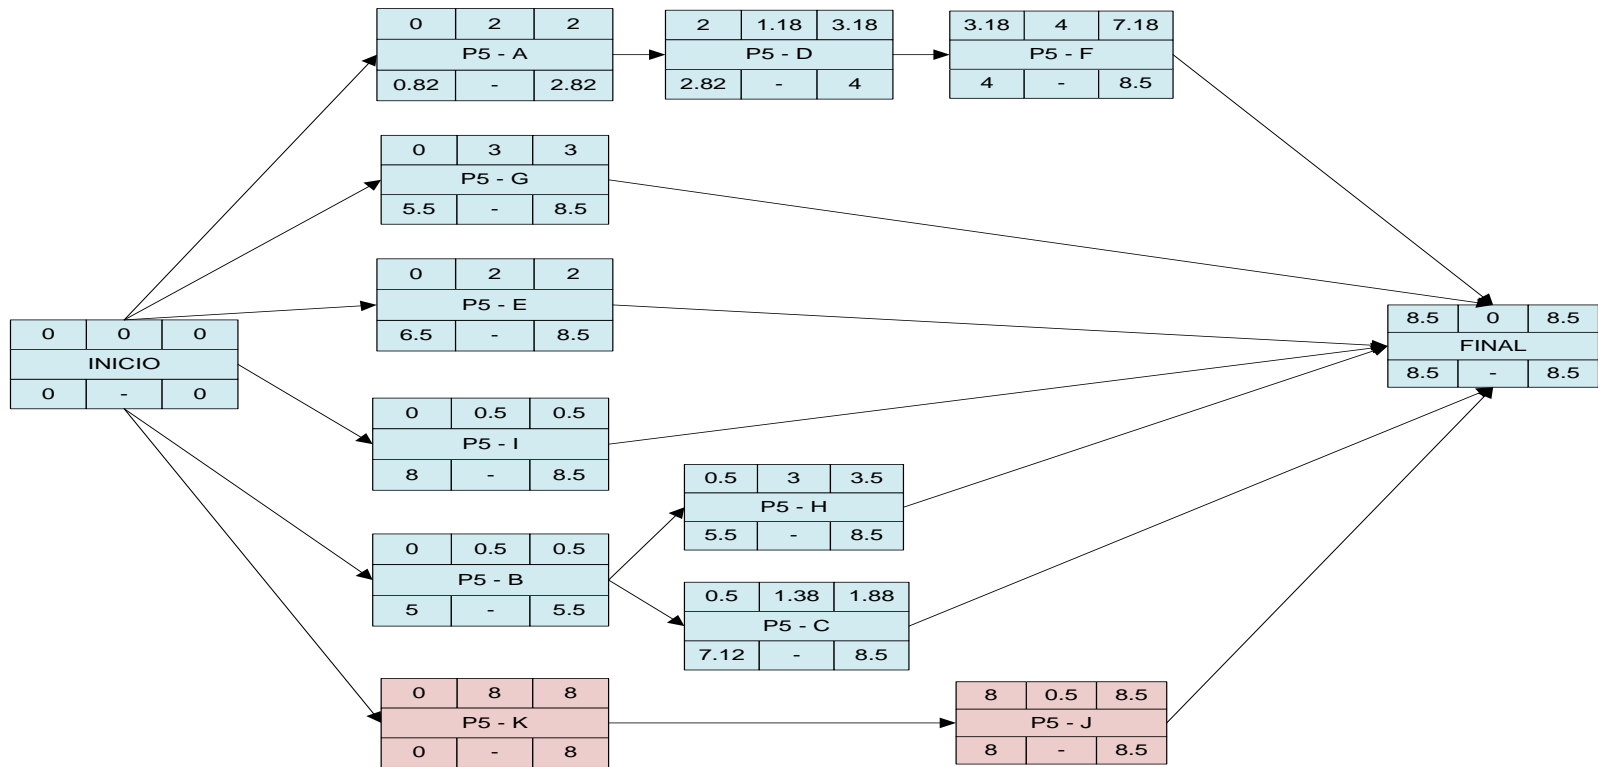 0 2 2
P5 - A
0.82 - 2.82
2 1.18 3.18
P5 - D
2.82 - 4
3.18 4 7.18
P5 - F
4 - 8.5
0 3 3
P5 - G
5.5 - 8.5
0 2 2
P5 - E
6.5 - 8.5
0 0 0
INICIO
0 - 0
8.5 0 8.5
FINAL
8.5 - 8.5
0 0.5 0.5
P5 - I
8 - 8.5
0.5 3 3.5
P5 - H
5.5 - 8.5
0 0.5 0.5
P5 - B
5 - 5.5
0.5 1.38 1.88
P5 - C
7.12 - 8.5
0 8 8
P5 - K
0 - 8
8 0.5 8.5
P5 - J
8 - 8.5